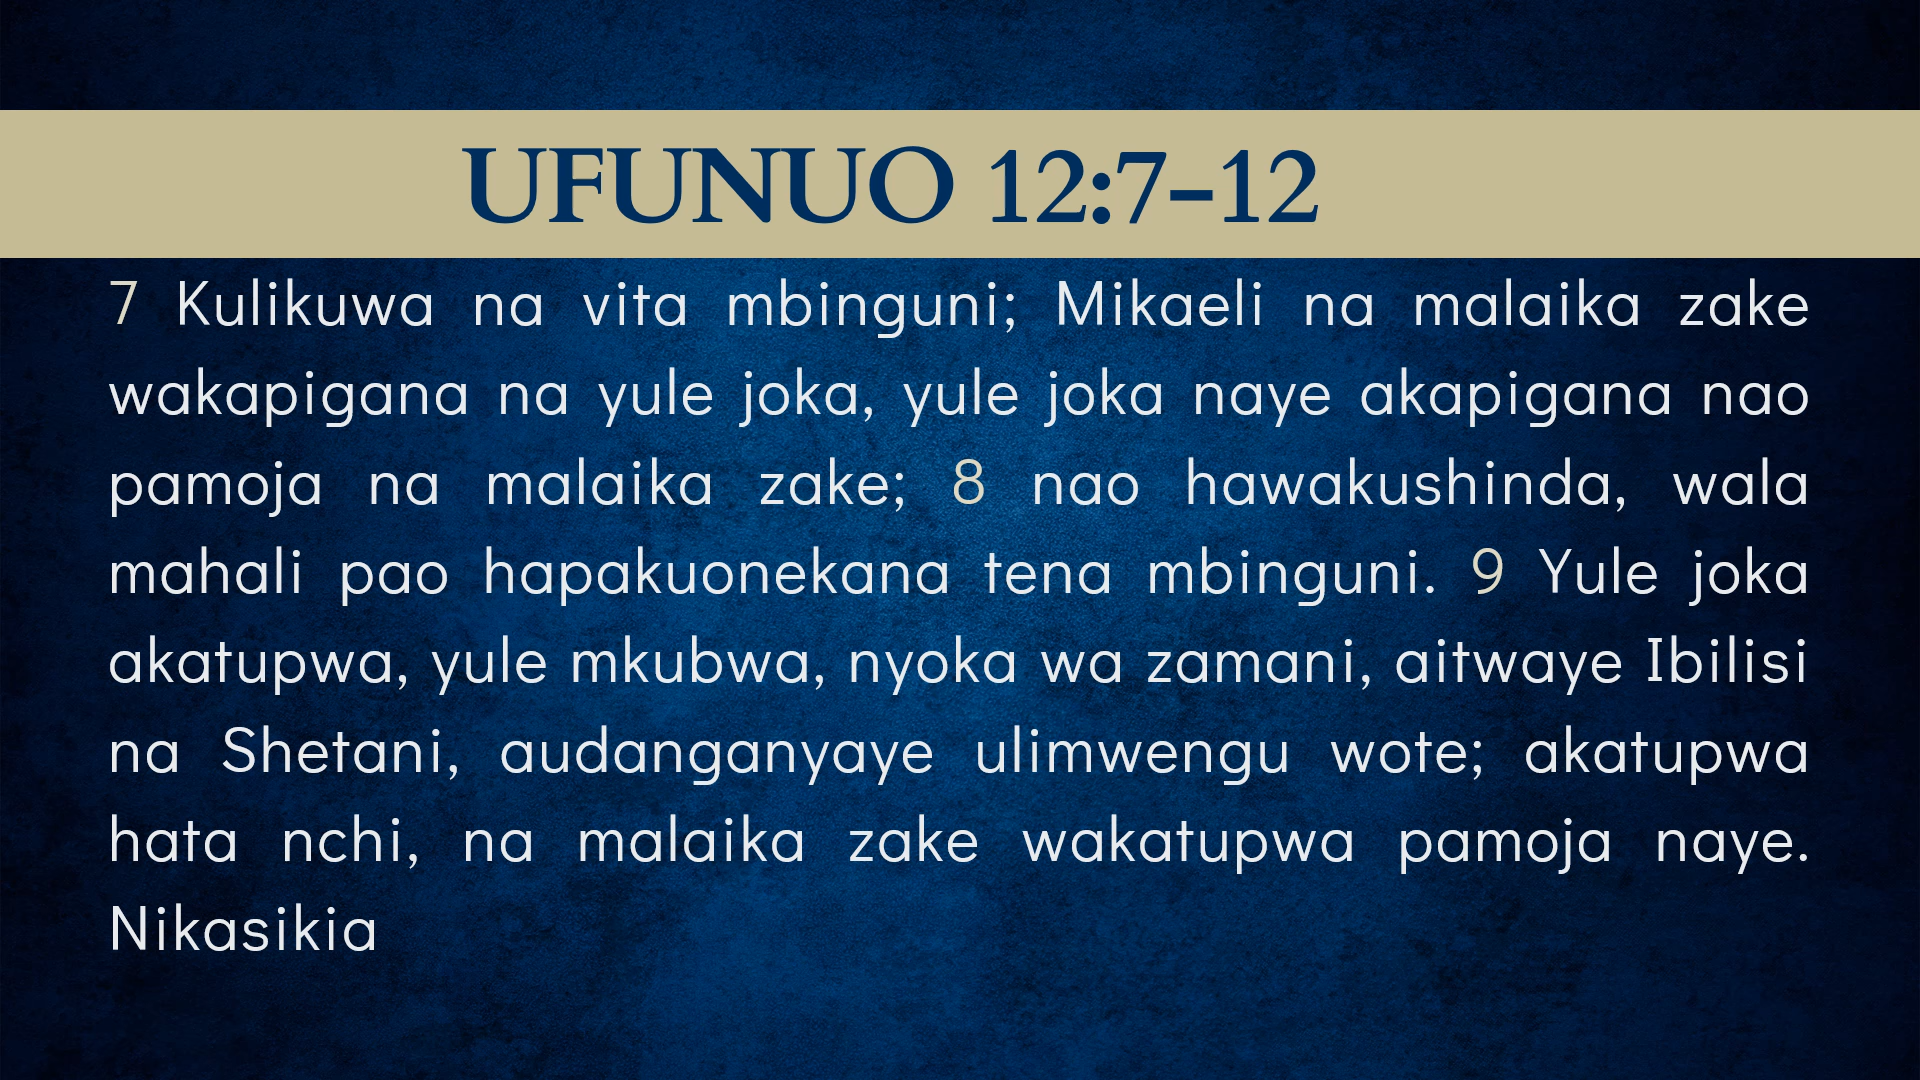 UFUNUO 12:7–12
7 Kulikuwa na vita mbinguni; Mikaeli na malaika zake
wakapigana na yule joka, yule joka naye akapigana nao
pamoja na malaika zake; 8 nao hawakushinda, wala
mahali pao hapakuonekana tena mbinguni. 9 Yule joka
akatupwa, yule mkubwa, nyoka wa zamani, aitwaye Ibilisi
na Shetani, audanganyaye ulimwengu wote; akatupwa
hata nchi, na malaika zake wakatupwa pamoja naye.
Nikasikia